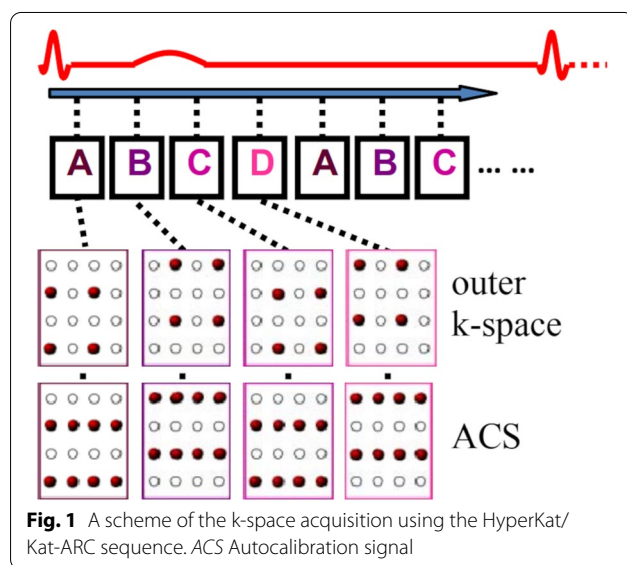 A B C D A B C ... ...
outer
k-space
ACS
Fig. 1 A scheme of the k-space acquisition using the HyperKat/
Kat-ARC sequence. ACS Autocalibration signal